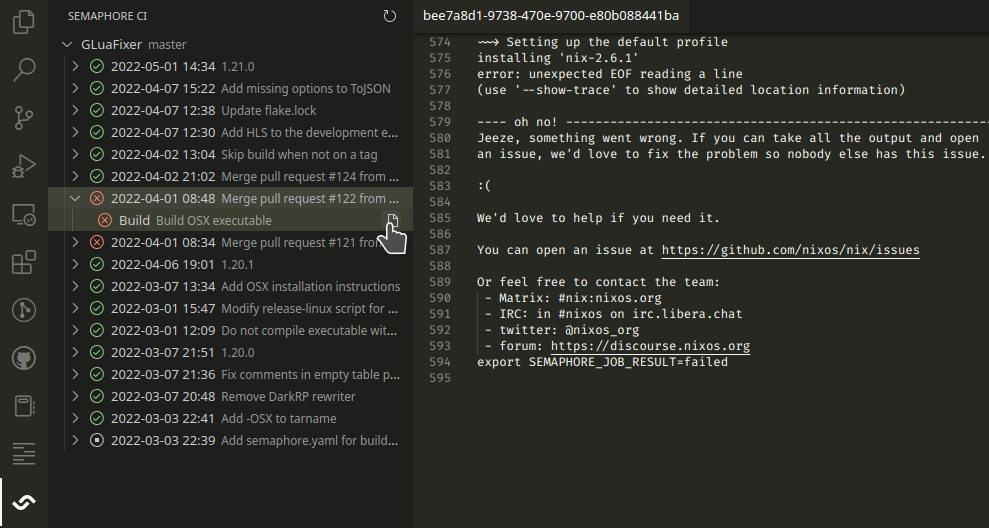 SEMAPHORE CI
GLuaFixer master
2022-05-01 14:34 1.21.0
2022-04-07 15:22 Add missing options to ToJSON
2022-04-07 12:38 Update flake.lock
2022-04-07 12:30 Add HLS to the development e...
2022-04-02 13:04 Skip build when not on a tag
2022-04-02 21:02 Merge pull request #124 from ...
2022-04-01 08:48 Merge pull request #122 from ...
Build Build OSX executable
2022-04-01 08:34 Merge pull request #121 from
2022-04-06 19:01 1.20.1
2022-03-07 13:34 Add OSX installation instructions
2022-03-01 15:47 Modify release-linux script for ...
2022-03-01 12:09 Do not compile executable wit...
2022-03-07 21:51 1.20.0
2022-03-07 21:36 Fix comments in empty table p...
2022-03-07 20:48 Remove DarkRP rewriter
2022-03-03 22:41 Add -OSX to tarname
2022-03-03 22:39 Add semaphore.yaml for build...
bee7a8d1-9738-470e-9700-e80b088441ba
574 ~~~> Setting up the default profile
575 installing 'nix-2.6.1'
576 error: unexpected EOF reading a line
577 (use '--show-trace' to show detailed location information)
578
579 ---- oh no! ----------------------------------------------------------
580 Jeeze, something went wrong. If you can take all the output and open
581 an issue, we'd love to fix the problem so nobody else has this issue.
582
583 :(
584
585 We'd love to help if you need it.
586
587 You can open an issue at https://github.com/nixos/nix/issues
588
589 Or feel free to contact the team:
590 - Matrix: #nix:nixos.org
591 - IRC: in #nixos on irc.libera.chat
592 - twitter: @nixos_org
593 - forum: https://discourse.nixos.org
594 export SEMAPHORE_JOB_RESULT=failed
595